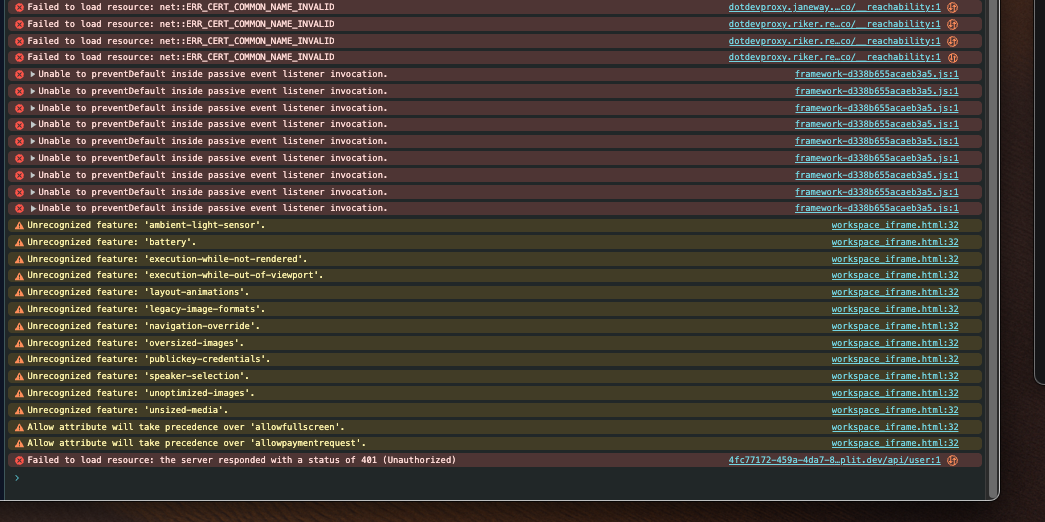 Failed to load resource: net::ERR_CERT_COMMON_NAME_INVALID dotdevproxy.janeway.…co/__reachability:1
Failed to load resource: net::ERR_CERT_COMMON_NAME_INVALID dotdevproxy.riker.re…co/__reachability:1
Failed to load resource: net::ERR_CERT_COMMON_NAME_INVALID dotdevproxy.riker.re…co/__reachability:1
Failed to load resource: net::ERR_CERT_COMMON_NAME_INVALID dotdevproxy.riker.re…co/__reachability:1
Unable to preventDefault inside passive event listener invocation. framework-d338b655acaeb3a5.js:1
Unable to preventDefault inside passive event listener invocation. framework-d338b655acaeb3a5.js:1
Unable to preventDefault inside passive event listener invocation. framework-d338b655acaeb3a5.js:1
Unable to preventDefault inside passive event listener invocation. framework-d338b655acaeb3a5.js:1
Unable to preventDefault inside passive event listener invocation. framework-d338b655acaeb3a5.js:1
Unable to preventDefault inside passive event listener invocation. framework-d338b655acaeb3a5.js:1
Unable to preventDefault inside passive event listener invocation. framework-d338b655acaeb3a5.js:1
Unable to preventDefault inside passive event listener invocation. framework-d338b655acaeb3a5.js:1
Unable to preventDefault inside passive event listener invocation. framework-d338b655acaeb3a5.js:1
Unrecognized feature: 'ambient-light-sensor'. workspace_iframe.html:32
Unrecognized feature: 'battery'. workspace_iframe.html:32
Unrecognized feature: 'execution-while-not-rendered'. workspace_iframe.html:32
Unrecognized feature: 'execution-while-out-of-viewport'. workspace_iframe.html:32
Unrecognized feature: 'layout-animations'. workspace_iframe.html:32
Unrecognized feature: 'legacy-image-formats'. workspace_iframe.html:32
Unrecognized feature: 'navigation-override'. workspace_iframe.html:32
Unrecognized feature: 'oversized-images'. workspace_iframe.html:32
Unrecognized feature: 'publickey-credentials'. workspace_iframe.html:32
Unrecognized feature: 'speaker-selection'. workspace_iframe.html:32
Unrecognized feature: 'unoptimized-images'. workspace_iframe.html:32
Unrecognized feature: 'unsized-media'. workspace_iframe.html:32
Allow attribute will take precedence over 'allowfullscreen'. workspace_iframe.html:32
Allow attribute will take precedence over 'allowpaymentrequest'. workspace_iframe.html:32
Failed to load resource: the server responded with a status of 401 (Unauthorized) 4fc77172-459a-4da7-8…plit.dev/api/user:1